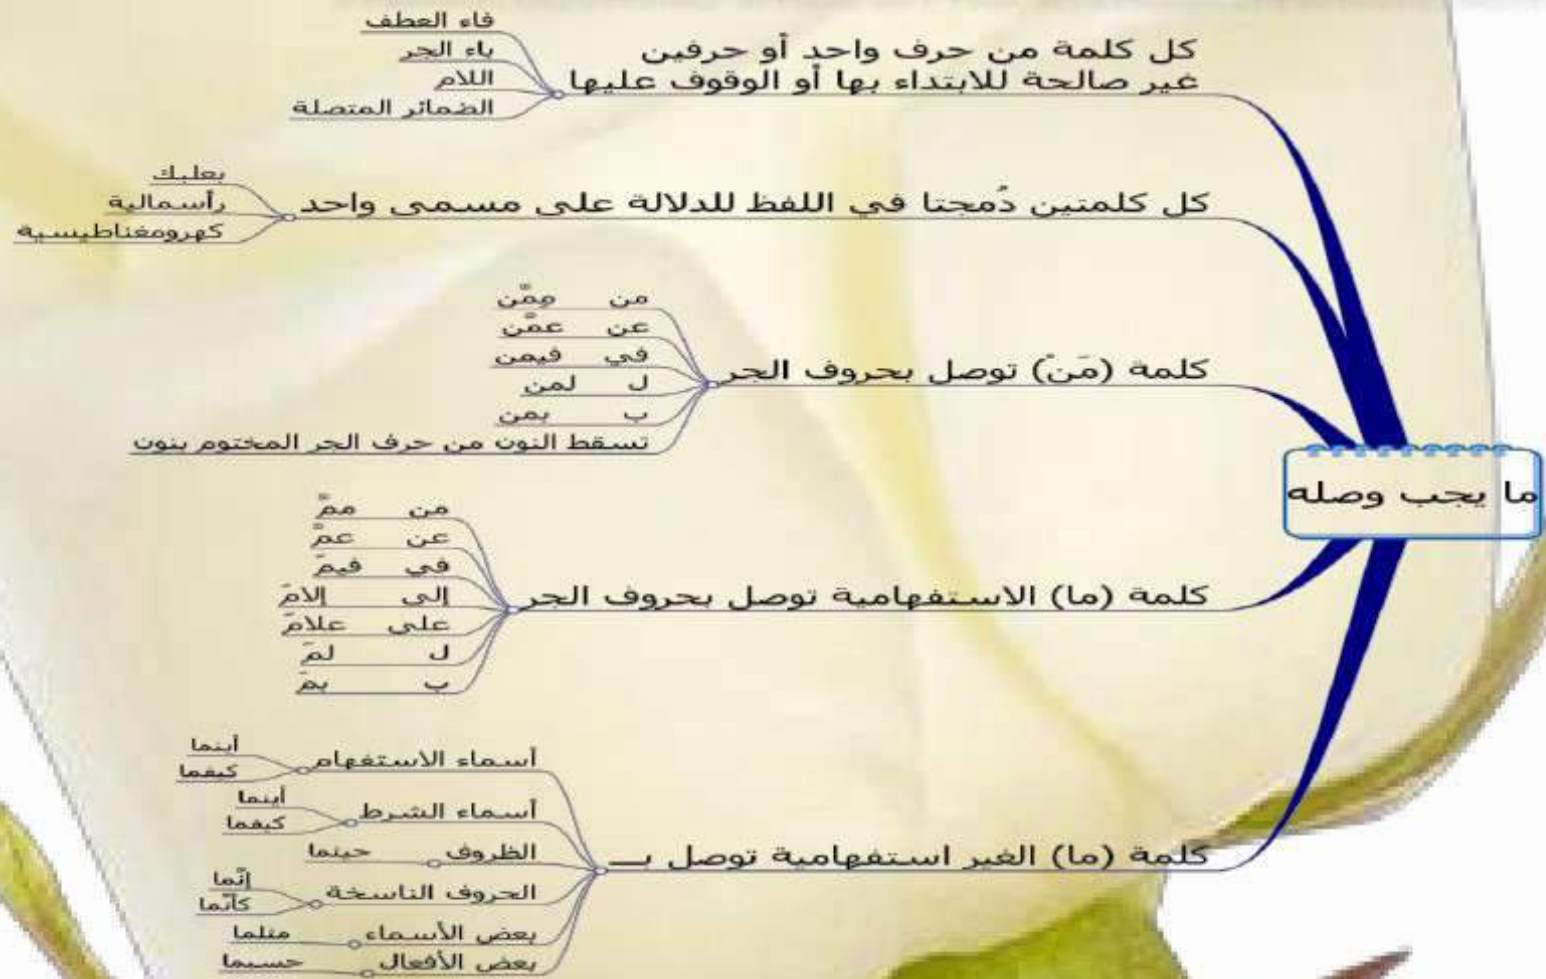 ما يجب وصله
كل كلمة من حرف واحد أو حرفين
غير صالحة للابتداء بها أو الوقوف عليها
فاء العطف
باء الجر
اللام
الضمائر المتصلة
كل كلمتين دُمجتا في اللفظ للدلالة على مسمى واحد
بعلبك
رأسمالية
كهرومغناطيسية
كلمة (مَنْ) توصل بحروف الجر
من ممَّن
عن عمَّن
في فيمن
ل لمن
ب بمن
تسقط النون من حرف الجر المختوم بنون
كلمة (ما) الاستفهامية توصل بحروف الجر
من ممَّ
عن عمَّ
في فيمَ
إلى إلامَ
على علامَ
ل لمَ
ب بمَ
كلمة (ما) الغير استفهامية توصل بـ
أسماء الاستفهام
أينما
كيفما
أسماء الشرط
أينما
كيفما
الظروف
حينما
الحروف الناسخة
إنَّما
كأنَّما
بعض الأسماء
مثلما
بعض الأفعال
حسبما